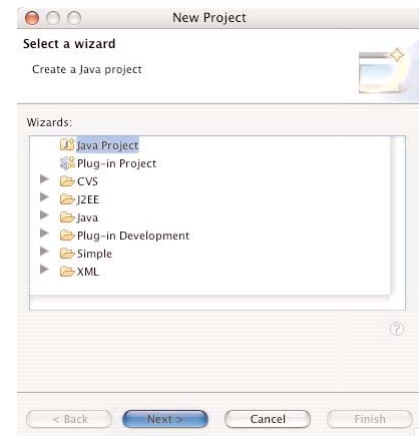 New Project
Select a wizard
Create a Java project
Wizards:
Java Project
Plug-in Project
CVS
J2EE
Java
Plug-in Development
Simple
XML
?
< Back
Next >
Cancel
Finish